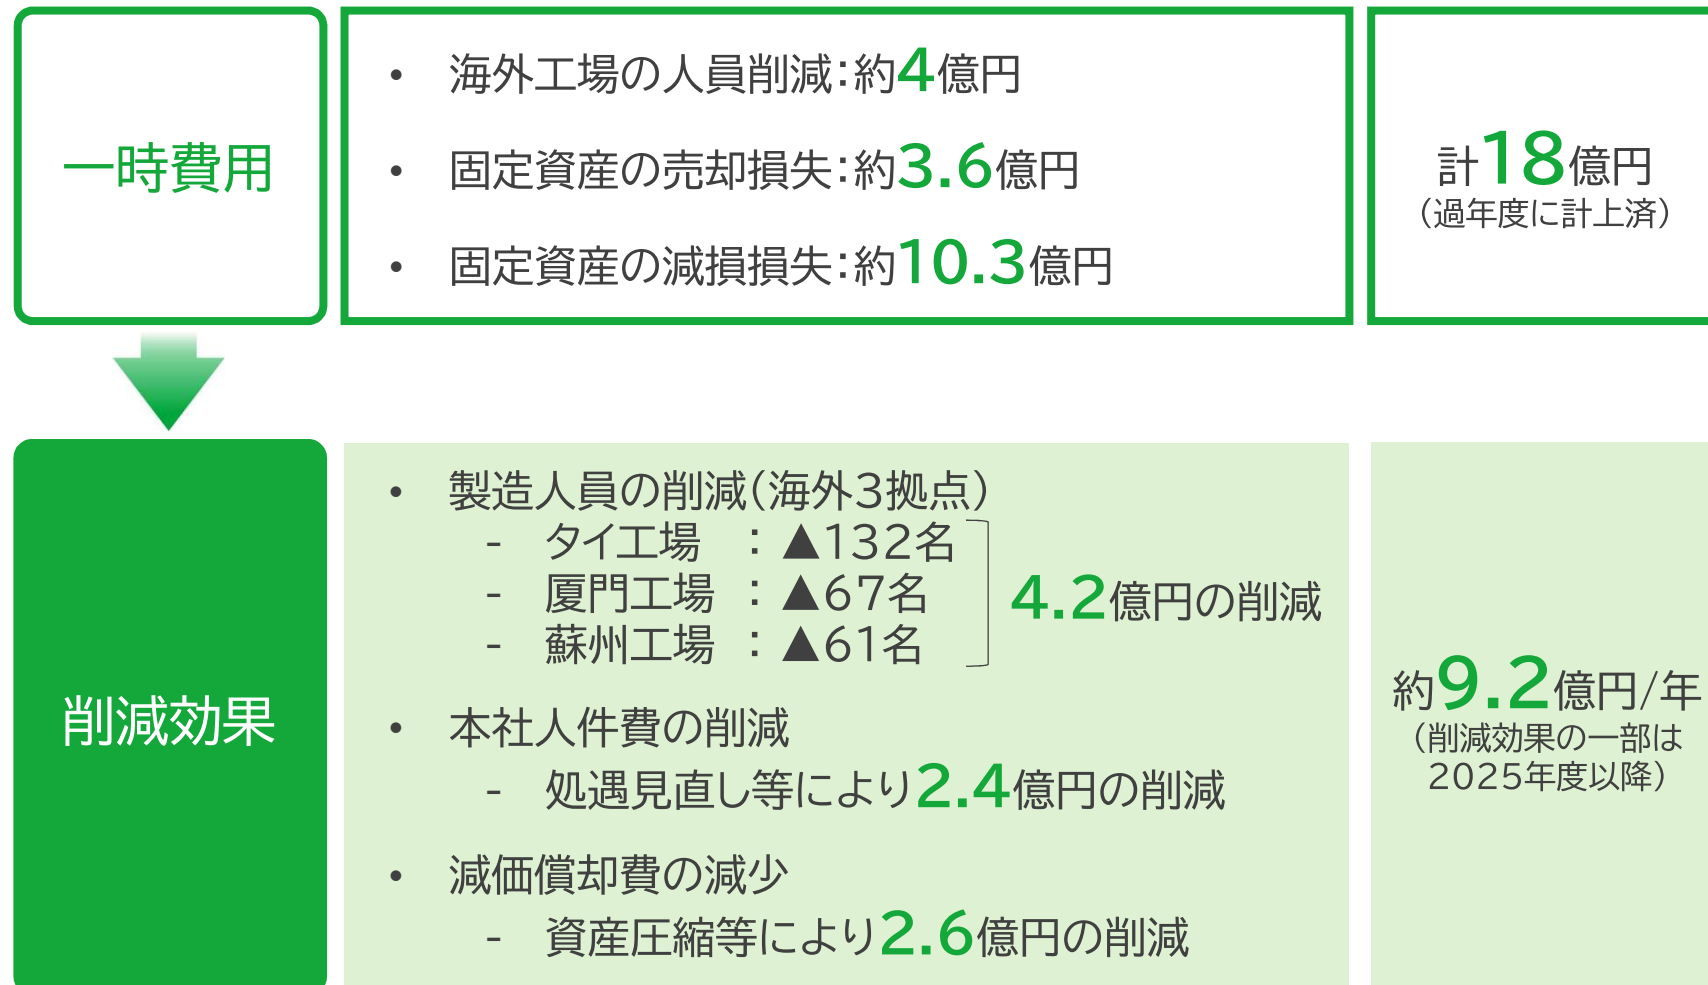 一時費用
• 海外工場の人員削減：約4億円
• 固定資産の売却損失：約3.6億円
• 固定資産の減損損失：約10.3億円
計18億円
（過年度に計上済）
削減効果
• 製造人員の削減（海外3拠点）
- タイ工場 ： ▲132名
- 厦門工場 ： ▲67名
- 蘇州工場 ： ▲61名
4.2億円の削減
• 本社人件費の削減
- 処遇見直し等により2.4億円の削減
• 減価償却費の減少
- 資産圧縮等により2.6億円の削減
約9.2億円/年
（削減効果の一部は
2025年度以降）